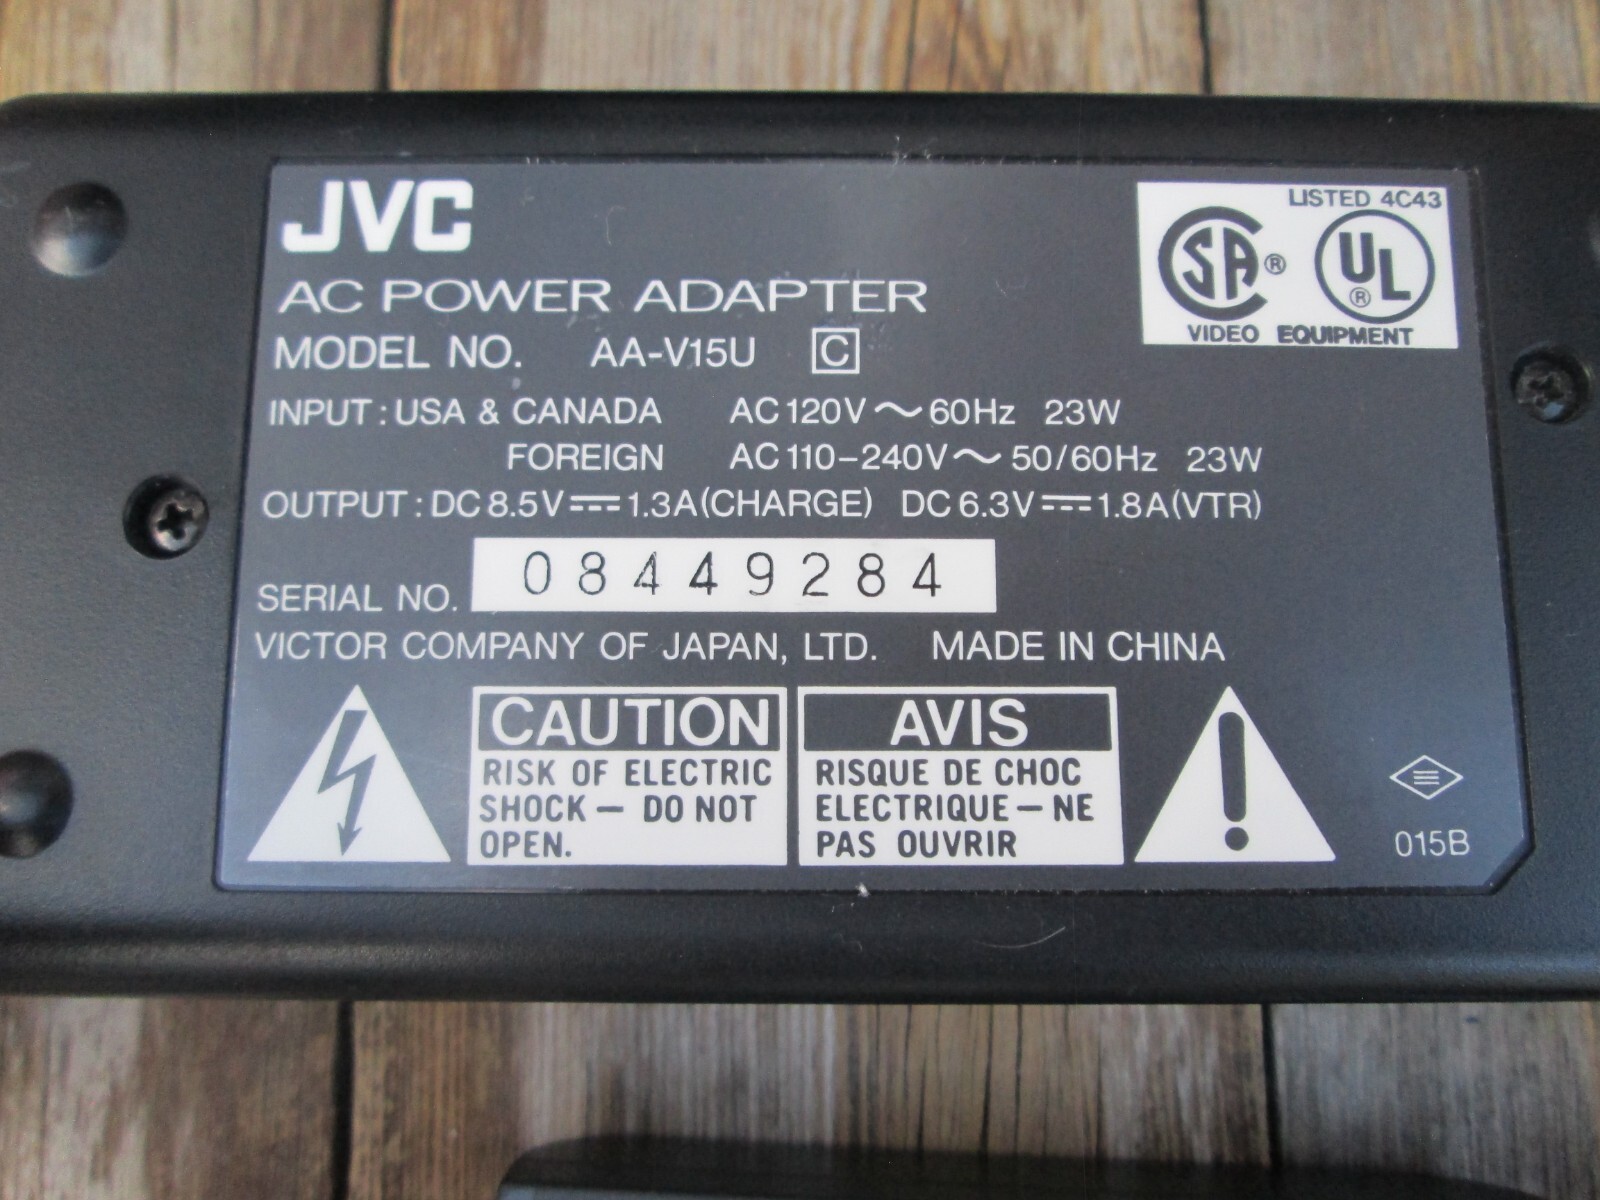 JVC
LISTED 4C43
SA ® UL ®
VIDEO EQUIPMENT
AC POWER ADAPTER
MODEL NO. AA-V15U C
INPUT : USA & CANADA AC 120V ~ 60Hz 23W
FOREIGN AC 110-240V ~ 50/60Hz 23W
OUTPUT : DC 8.5V ⎓ 1.3A (CHARGE) DC 6.3V ⎓ 1.8A (VTR)
SERIAL NO. 08449284
VICTOR COMPANY OF JAPAN, LTD. MADE IN CHINA
CAUTION
RISK OF ELECTRIC
SHOCK — DO NOT
OPEN.
AVIS
RISQUE DE CHOC
ELECTRIQUE — NE
PAS OUVRIR
015B